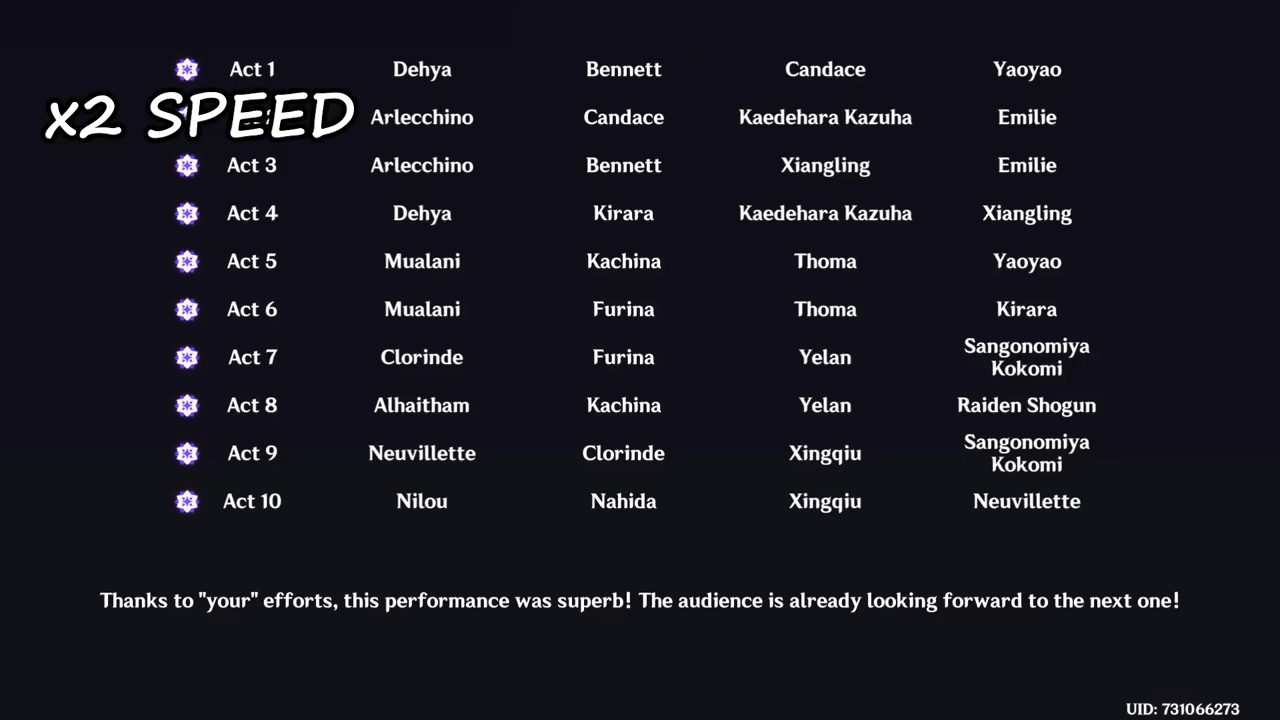 Act 1 Dehya Bennett Candace Yaoyao
x2 SPEED
Arlecchino Candace Kaedehara Kazuha Emilie
Act 3 Arlecchino Bennett Xiangling Emilie
Act 4 Dehya Kirara Kaedehara Kazuha Xiangling
Act 5 Mualani Kachina Thoma Yaoyao
Act 6 Mualani Furina Thoma Kirara
Act 7 Clorinde Furina Yelan Sangonomiya
Kokomi
Act 8 Alhaitham Kachina Yelan Raiden Shogun
Act 9 Neuvillette Clorinde Xingqiu Sangonomiya
Kokomi
Act 10 Nilou Nahida Xingqiu Neuvillette
Thanks to "your" efforts, this performance was superb! The audience is already looking forward to the next one!
UID: 731066273